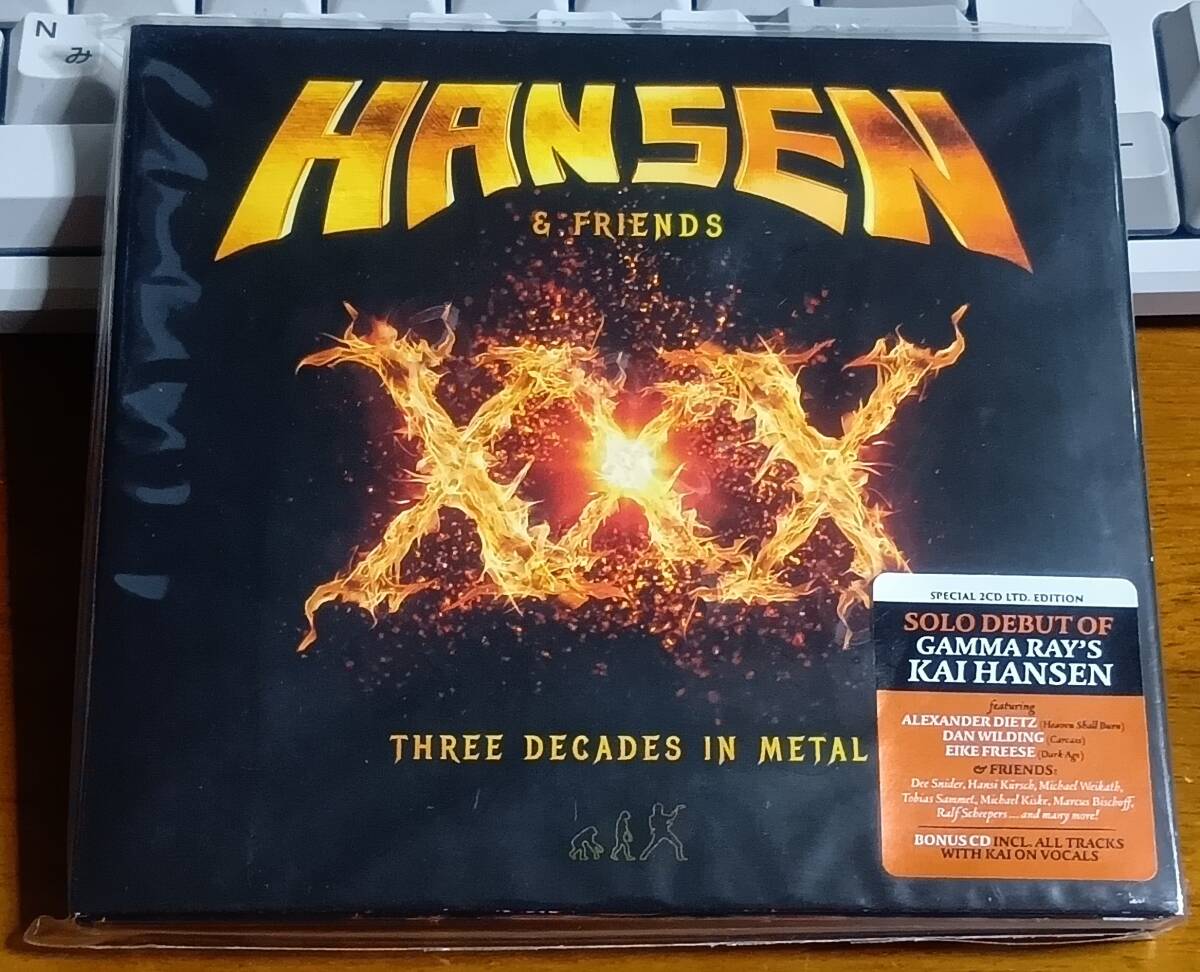 N
み
HANSEN
& FRIENDS
XXX
THREE DECADES IN METAL
SPECIAL 2CD LTD. EDITION
SOLO DEBUT OF
GAMMA RAY'S
KAI HANSEN
featuring
ALEXANDER DIETZ (Heaven Shall Burn)
DAN WILDING (Carcass)
EIKE FREESE (Dark Age)
& FRIENDS:
Dee Snider, Hansi Kürsch, Michael Weikath,
Tobias Sammet, Michael Kiske, Marcus Bischoff,
Ralf Scheepers ... and many more!
BONUS CD INCL. ALL TRACKS
WITH KAI ON VOCALS